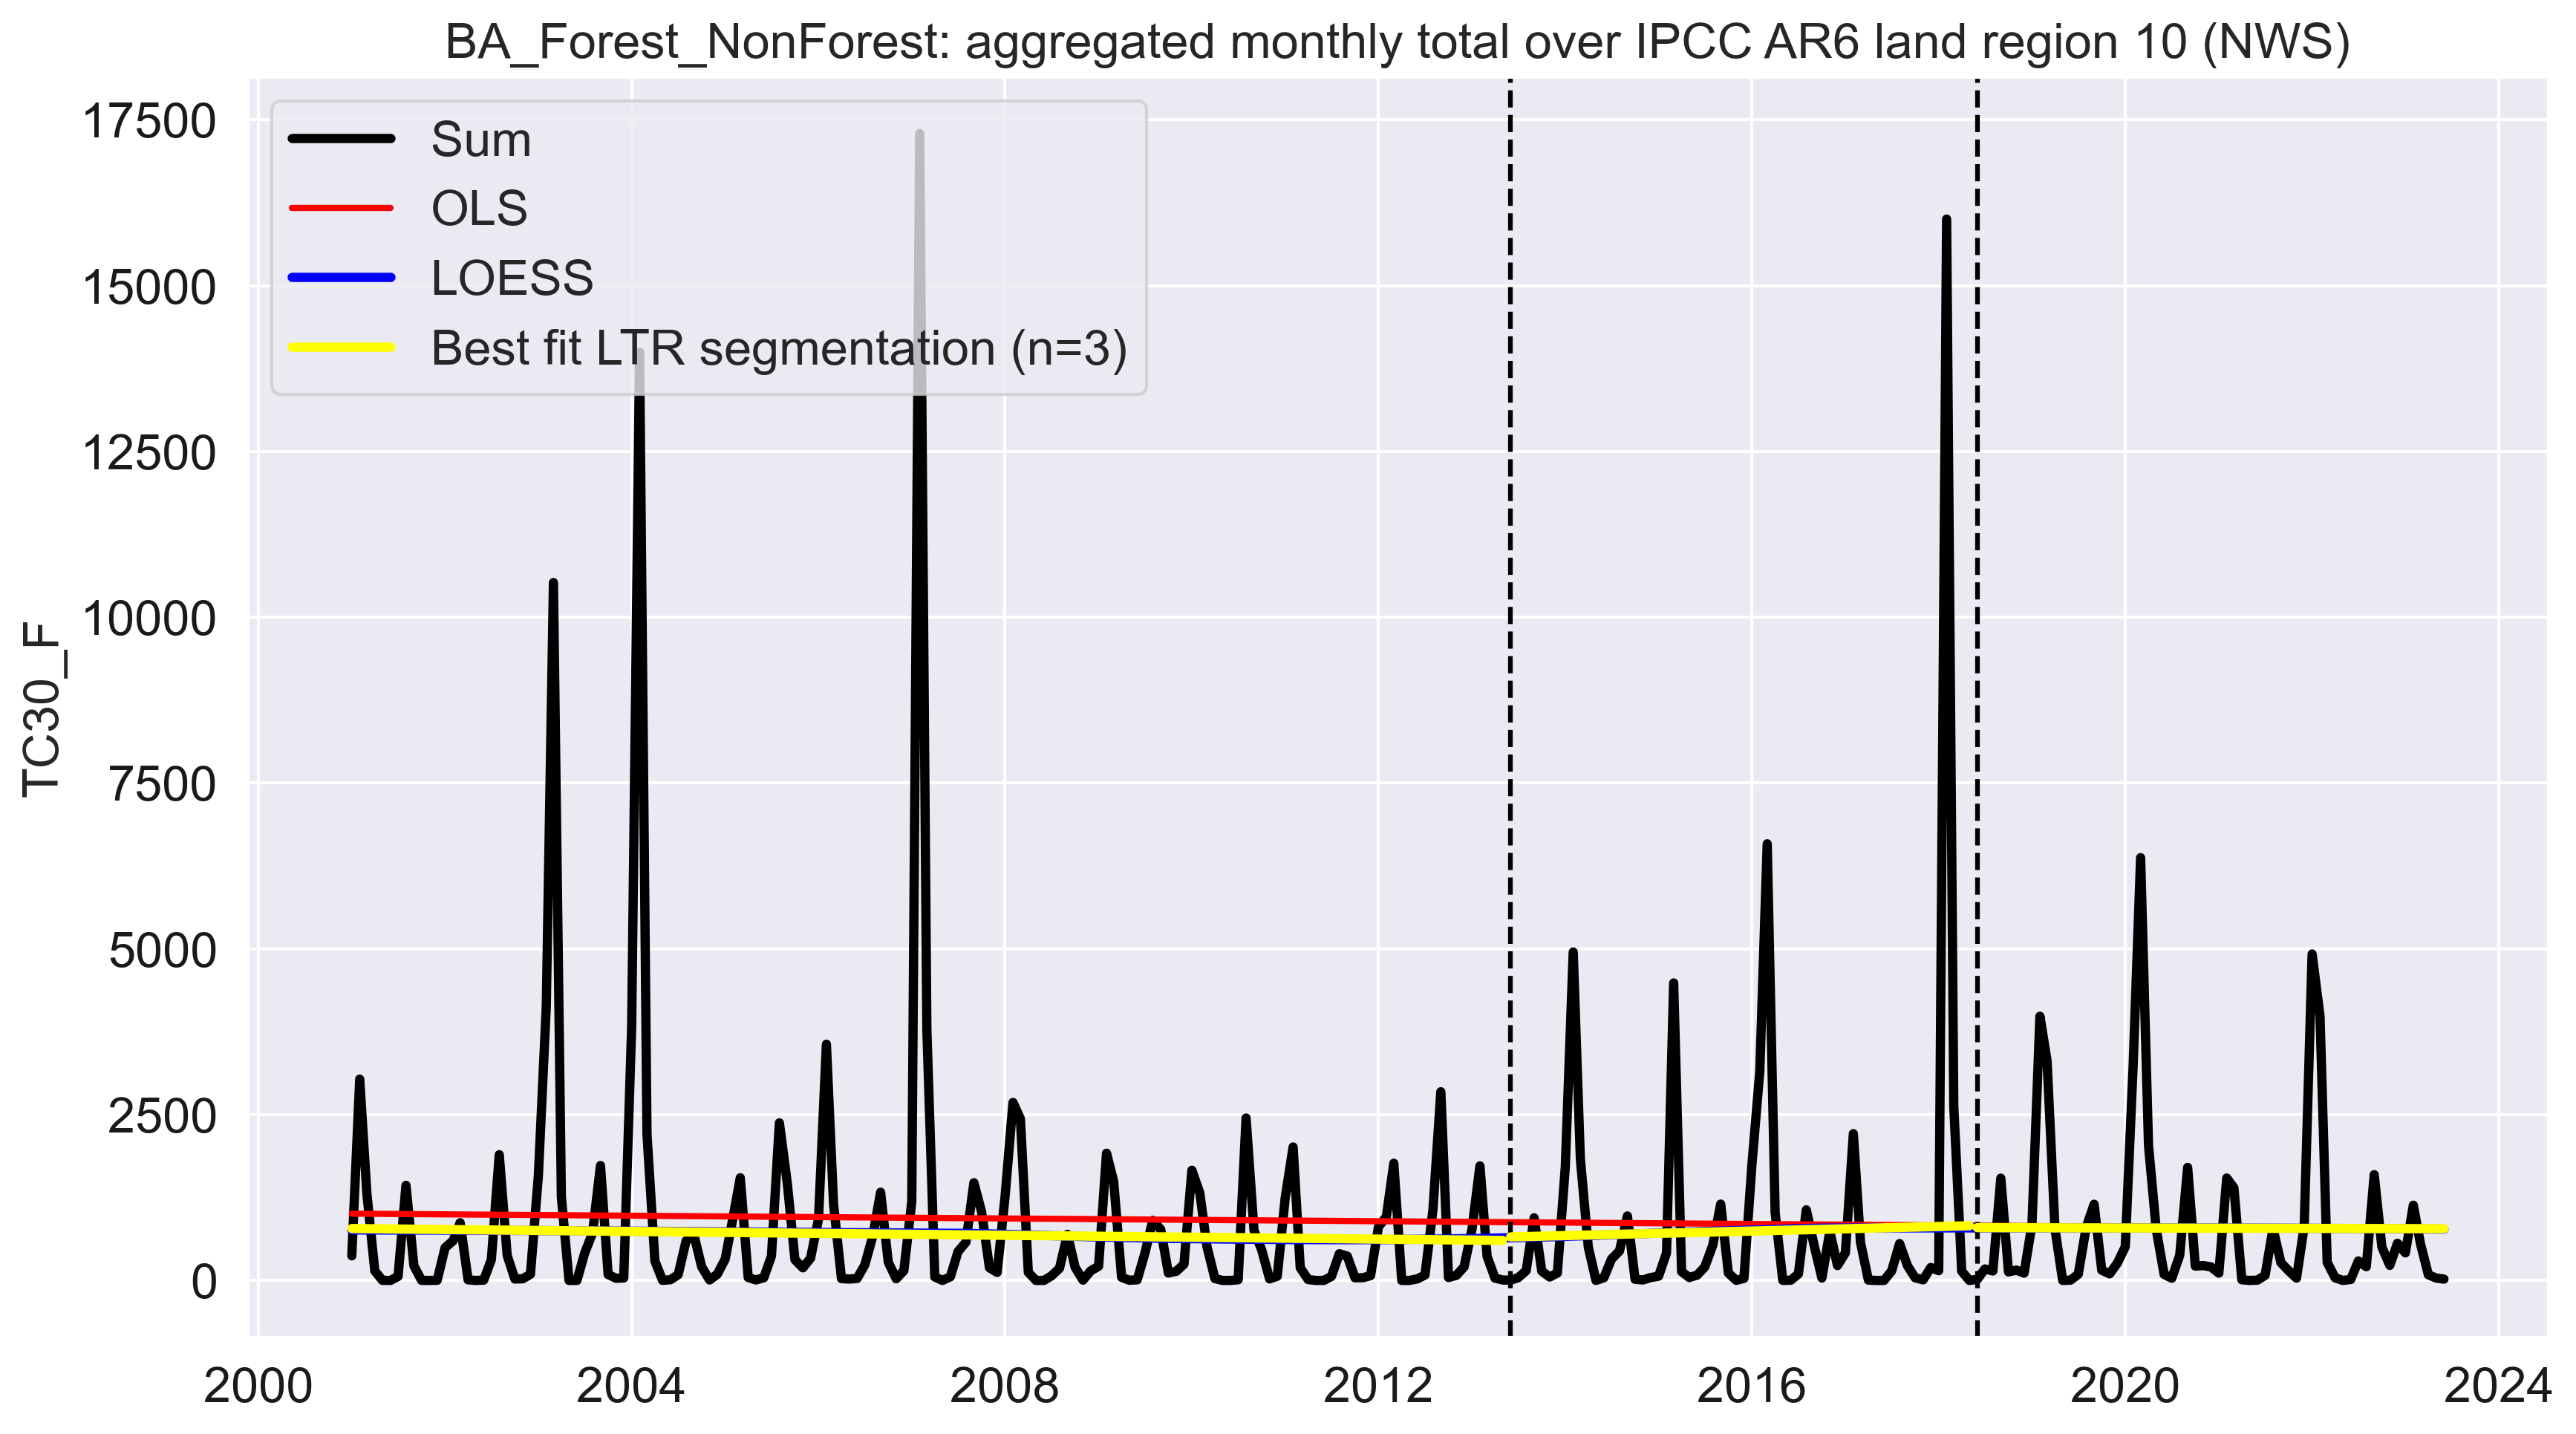 BA_Forest_NonForest: aggregated monthly total over IPCC AR6 land region 10 (NWS)
17500
15000
12500
10000
7500
5000
2500
0
TC30_F
Sum
OLS
LOESS
Best fit LTR segmentation (n=3)
2000 2004 2008 2012 2016 2020 2024